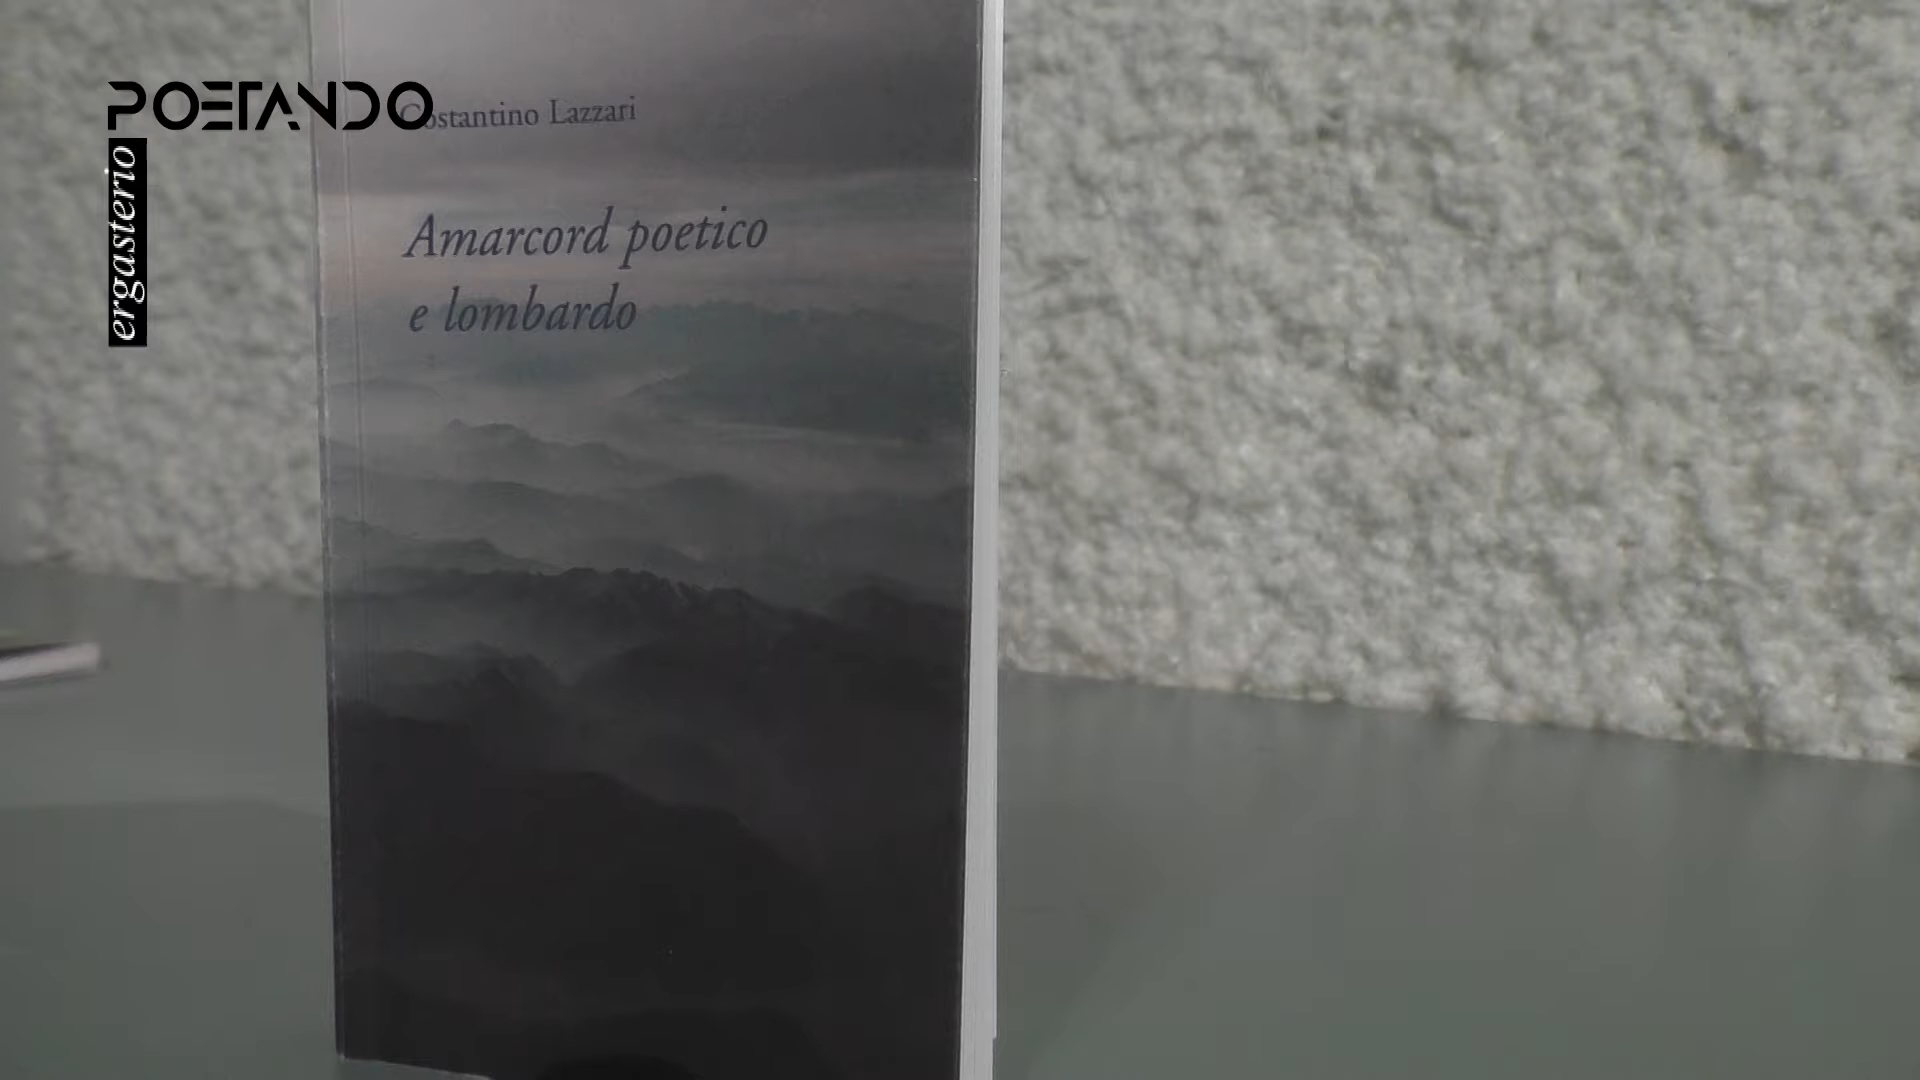 POETANDO
ergasterio
Costantino Lazzari
Amarcord poetico
e lombardo